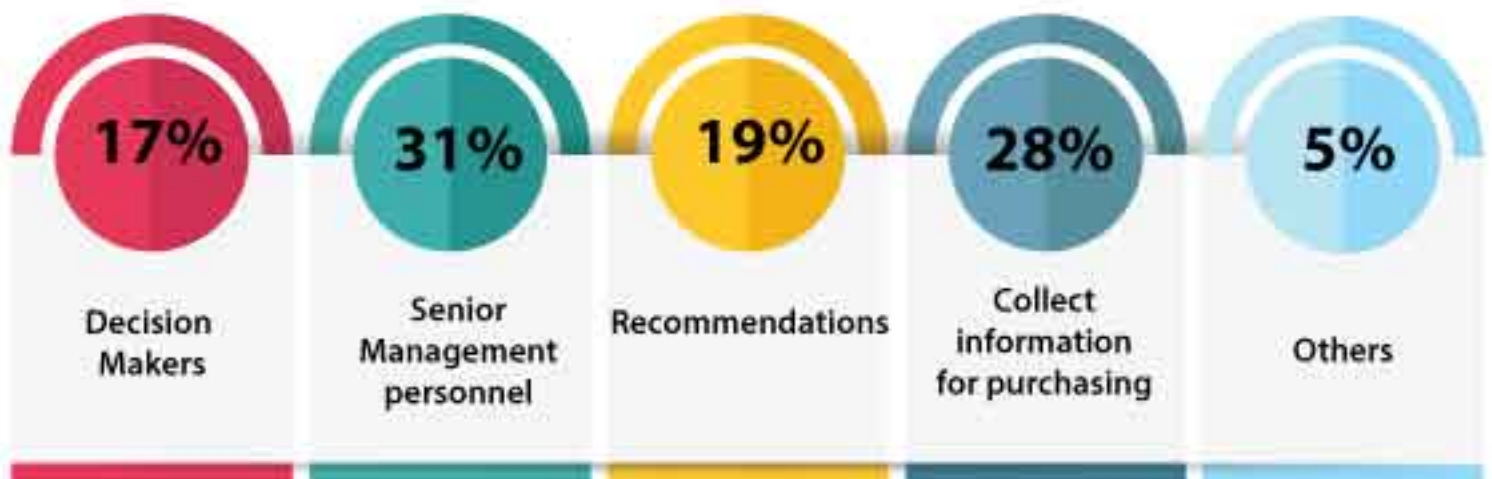 17%
Decision
Makers
31%
Senior
Management
personnel
19%
Recommendations
28%
Collect
information
for purchasing
5%
Others